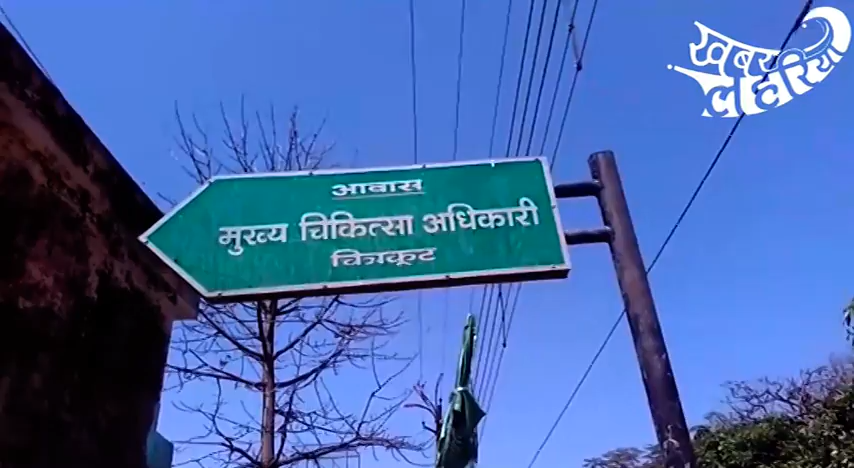 खबर
लहरिया
आवास
मुख्य चिकित्सा अधिकारी
चित्रकूट